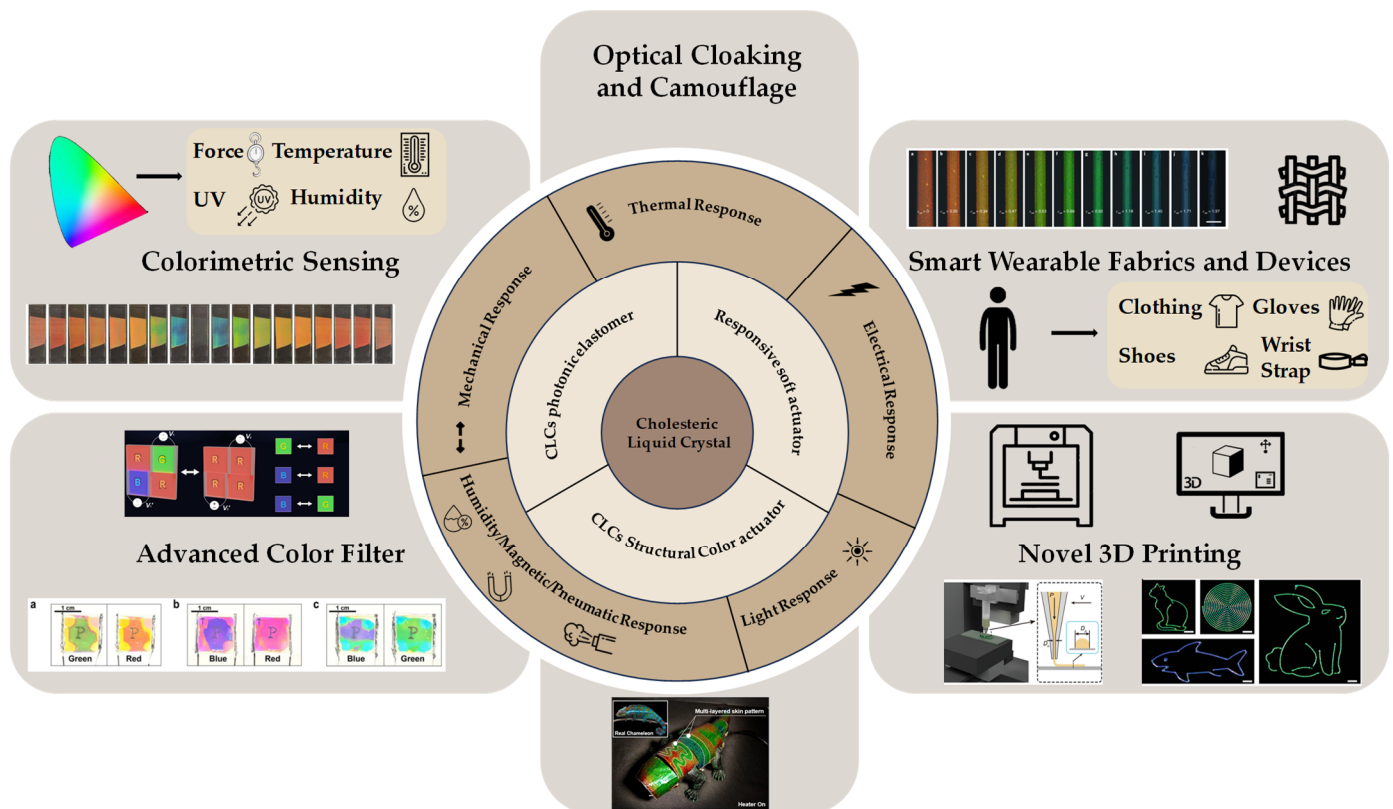 Optical Cloaking
and Camouflage
Force
Temperature
UV
UV
Humidity
%
Colorimetric Sensing
a b c d e f g h i j k
Smart Wearable Fabrics and Devices
Clothing
Gloves
Shoes
Wrist
Strap
Thermal Response
Mechanical Response
Electrical Response
Humidity/Magnetic/Pneumatic Response
%
Light Response
CLCs photonic elastomer
Responsive soft actuator
CLCs Structural Color actuator
Cholesteric
Liquid Crystal
R G R R G R
B R R R B R
B G
Advanced Color Filter
a 1 cm b 1 cm c 1 cm
P P P P P P
Green Red Blue Red Blue Green
3D
Novel 3D Printing
P
V
Multi-layered skin pattern
Real Chameleon
Heater On